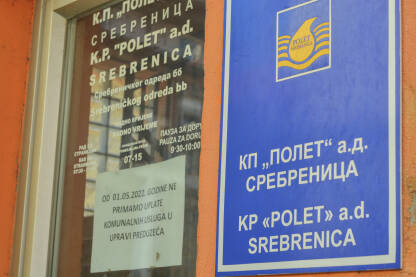 К.П. „ПОЛЕТ"
СРЕБРЕНИЦА
K.P. "POLET" a.d.
SREBRENICA
Сребреничког одреда бб
Srebreničkog odreda bb
РАДНО ВРИЈЕМЕ
RADNO VRIJEME
07-15
ПАУЗА ЗА ДОРУ
PAUZA ZA DORU
9:30-10:00
OD 01.05.2022. GODINE NE
PRIMAMO UPLATE
KOMUNALNIH USLUGA U
UPRAVI PREDUZEĆA
POLET
SREBRENICA
КП „ПОЛЕТ“ а.д.
СРЕБРЕНИЦА
KP «POLET» a.d.
SREBRENICA